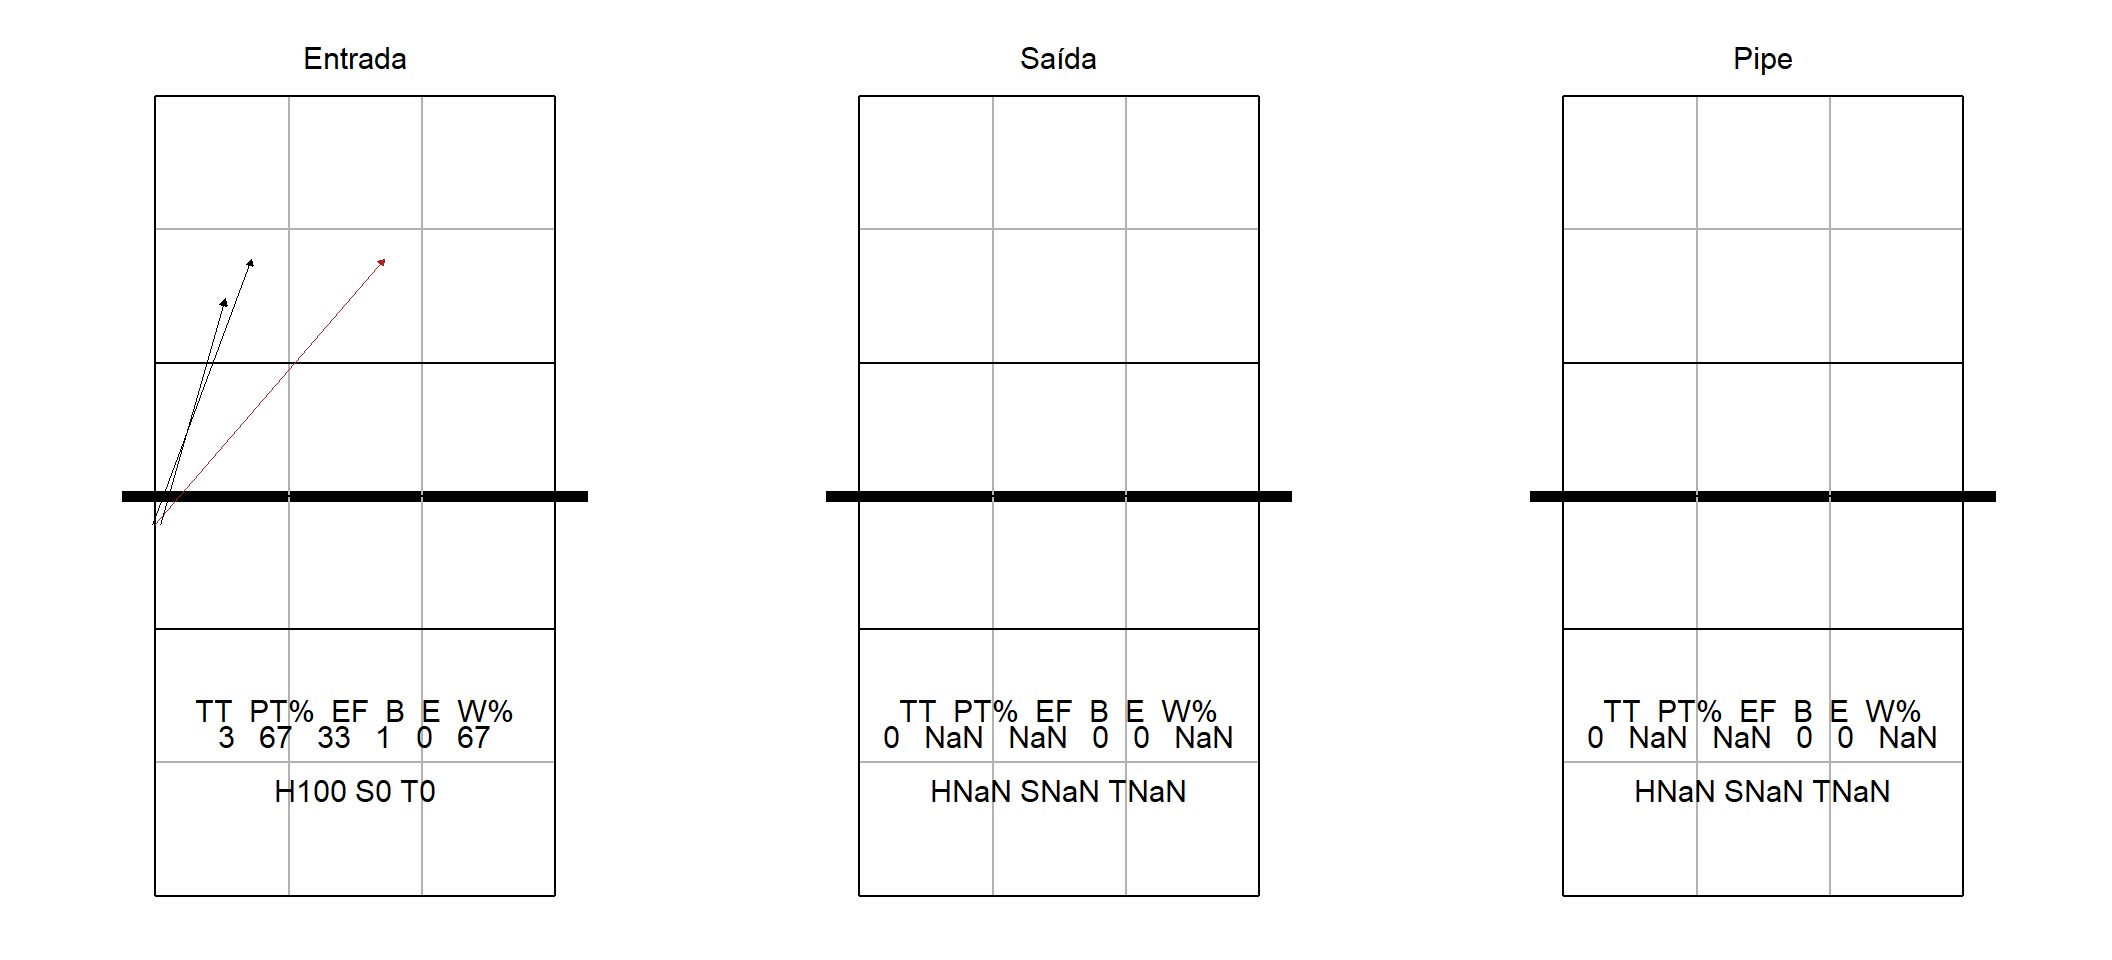 Entrada
TT PT% EF B E W%
3 67 33 1 0 67
H100 S0 T0
Saída
TT PT% EF B E W%
0 NaN NaN 0 0 NaN
HNaN SNaN TNaN
Pipe
TT PT% EF B E W%
0 NaN NaN 0 0 NaN
HNaN SNaN TNaN